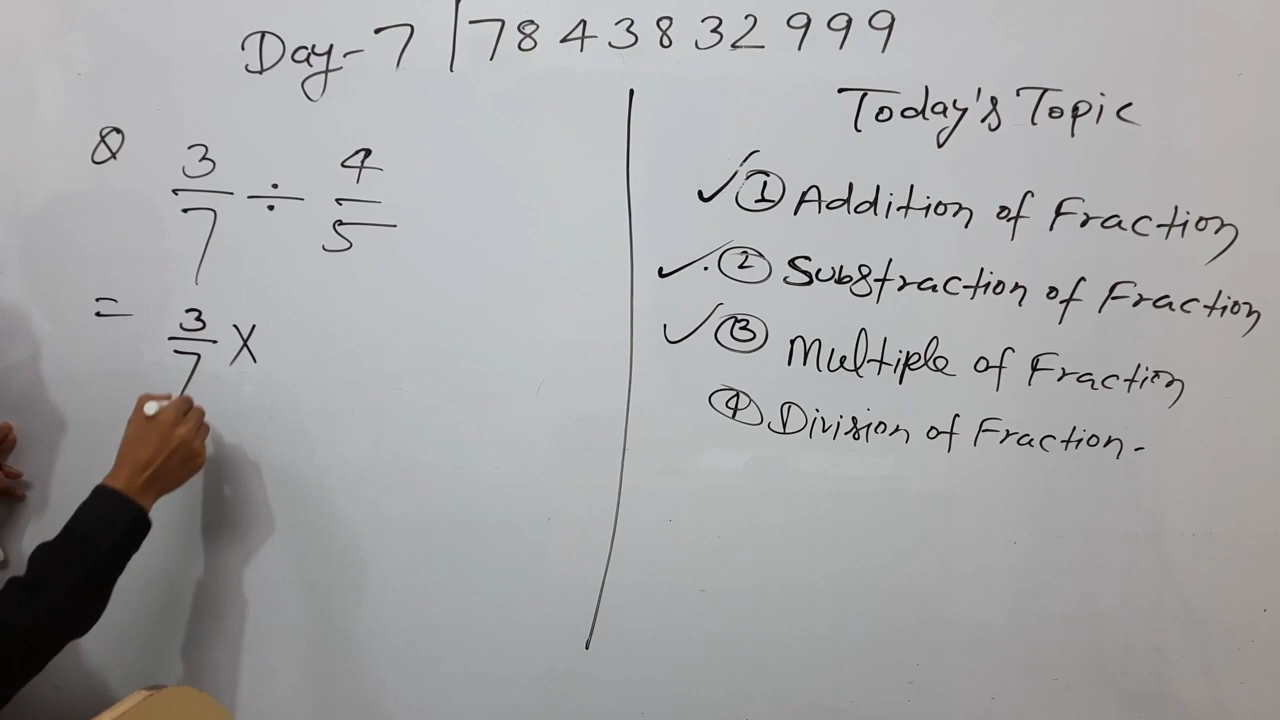 Day-7 | 7843832999
Q 3/7 ÷ 4/5
= 3/7 X
Today's Topic
✓ ① Addition of Fraction
✓. ② Substraction of Fraction
✓ ③ Multiple of Fraction
④ Division of Fraction-